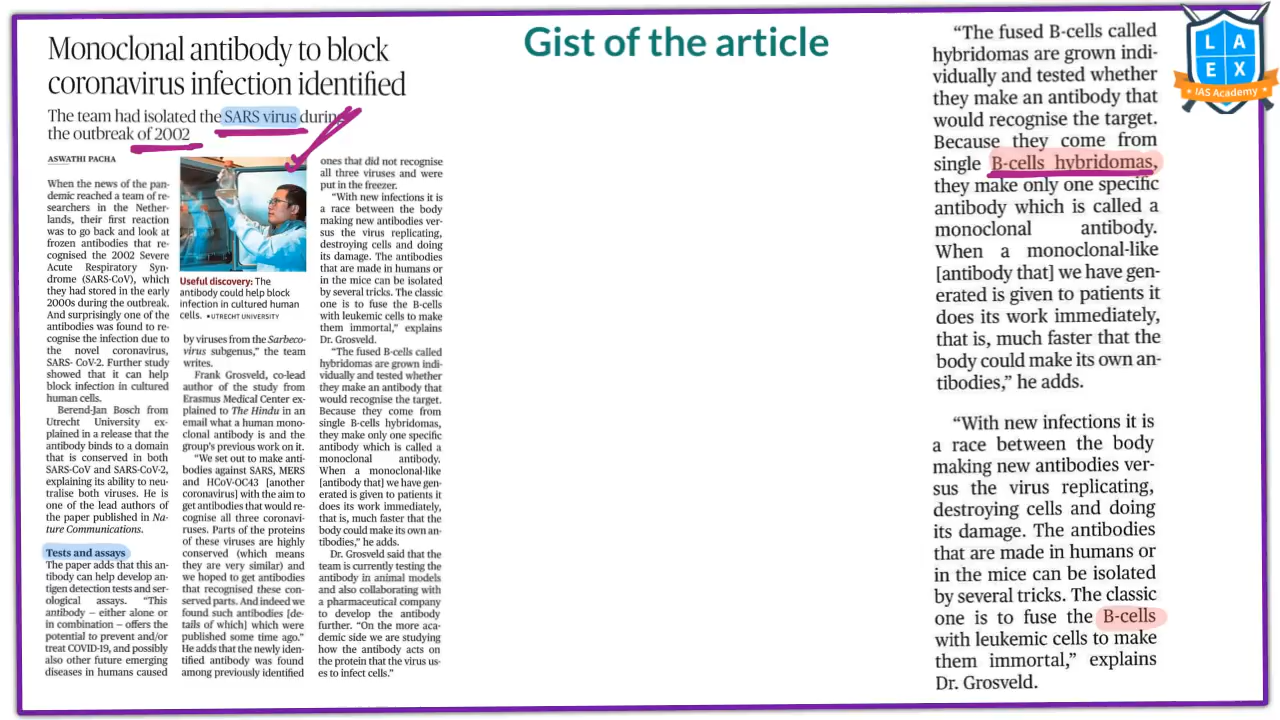 Monoclonal antibody to block
coronavirus infection identified
The team had isolated the SARS virus durin
the outbreak of 2002
ASWATHI PACHA
When the news of the pan-
demic reached a team of re-
searchers in the Nether-
lands, their first reaction
was to go back and look at
frozen antibodies that re-
cognised the 2002 Severe
Acute Respiratory Syn-
drome (SARS-CoV), which
they had stored in the early
2000s during the outbreak.
And surprisingly one of the
antibodies was found to re-
cognise the infection due to
the novel coronavirus,
SARS- CoV-2. Further study
showed that it can help
block infection in cultured
human cells.
Berend-Jan Bosch from
Utrecht University ex-
plained in a release that the
antibody binds to a domain
that is conserved in both
SARS-CoV and SARS-CoV-2,
explaining its ability to neu-
tralise both viruses. He is
one of the lead authors of
the paper published in Na-
ture Communications.
Tests and assays
The paper adds that this an-
tibody can help develop an-
tigen detection tests and ser-
ological assays. “This
antibody – either alone or
in combination – offers the
potential to prevent and/or
treat COVID-19, and possibly
also other future emerging
diseases in humans caused
Useful discovery: The
antibody could help block
infection in cultured human
cells. ▪ UTRECHT UNIVERSITY
by viruses from the Sarbeco-
virus subgenus,” the team
writes.
Frank Grosveld, co-lead
author of the study from
Erasmus Medical Center ex-
plained to The Hindu in an
email what a human mono-
clonal antibody is and the
group's previous work on it.
“We set out to make anti-
bodies against SARS, MERS
and HCoV-OC43 [another
coronavirus] with the aim to
get antibodies that would re-
cognise all three coronavi-
ruses. Parts of the proteins
of these viruses are highly
conserved (which means
they are very similar) and
we hoped to get antibodies
that recognised these con-
served parts. And indeed we
found such antibodies [de-
tails of which] which were
published some time ago.”
He adds that the newly iden-
tified antibody was found
among previously identified
ones that did not recognise
all three viruses and were
put in the freezer.
“With new infections it is
a race between the body
making new antibodies ver-
sus the virus replicating,
destroying cells and doing
its damage. The antibodies
that are made in humans or
in the mice can be isolated
by several tricks. The classic
one is to fuse the B-cells
with leukemic cells to make
them immortal,” explains
Dr. Grosveld.
“The fused B-cells called
hybridomas are grown indi-
vidually and tested whether
they make an antibody that
would recognise the target.
Because they come from
single B-cells hybridomas,
they make only one specific
antibody which is called a
monoclonal antibody.
When a monoclonal-like
[antibody that] we have gen-
erated is given to patients it
does its work immediately,
that is, much faster that the
body could make its own an-
tibodies,” he adds.
Dr. Grosveld said that the
team is currently testing the
antibody in animal models
and also collaborating with
a pharmaceutical company
to develop the antibody
further. “On the more aca-
demic side we are studying
how the antibody acts on
the protein that the virus us-
es to infect cells.”
Gist of the article
“The fused B-cells called
hybridomas are grown indi-
vidually and tested whether
they make an antibody that
would recognise the target.
Because they come from
single B-cells hybridomas,
they make only one specific
antibody which is called a
monoclonal antibody.
When a monoclonal-like
[antibody that] we have gen-
erated is given to patients it
does its work immediately,
that is, much faster that the
body could make its own an-
tibodies,” he adds.
“With new infections it is
a race between the body
making new antibodies ver-
sus the virus replicating,
destroying cells and doing
its damage. The antibodies
that are made in humans or
in the mice can be isolated
by several tricks. The classic
one is to fuse the B-cells
with leukemic cells to make
them immortal,” explains
Dr. Grosveld.
L A
E X
IAS Academy